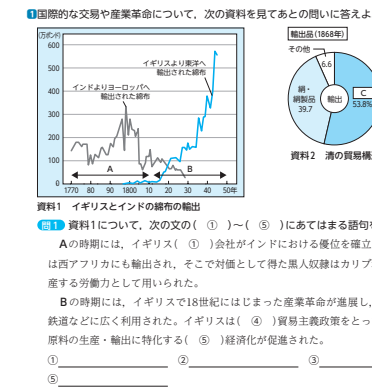 1国際的な交易や産業革命について，次の資料を見てあとの問いに答えよ
(万ポンド)
600
500
400
300
200
100
0
1770 80 90 1800 10 20 30 40 50年
イギリスより東洋へ
輸出された綿布
インドよりヨーロッパへ
輸出された綿布
A
B
資料1 イギリスとインドの綿布の輸出
輸出品(1868年)
その他
6.6
絹・
絹製品
39.7
輸出
C
53.8%
資料2 清の貿易構
問1 資料1について，次の文の( ① )～( ⑤ )にあてはまる語句
Aの時期には，イギリス( ① )会社がインドにおける優位を確立
は西アフリカにも輸出され，そこで対価として得た黒人奴隷はカリブ
産する労働力として用いられた。
Bの時期には，イギリスで18世紀にはじまった産業革命が進展し，
鉄道などに広く利用された。イギリスは( ④ )貿易主義政策をとっ
原料の生産・輸出に特化する( ⑤ )経済化が促進された。
① ② ③
⑤